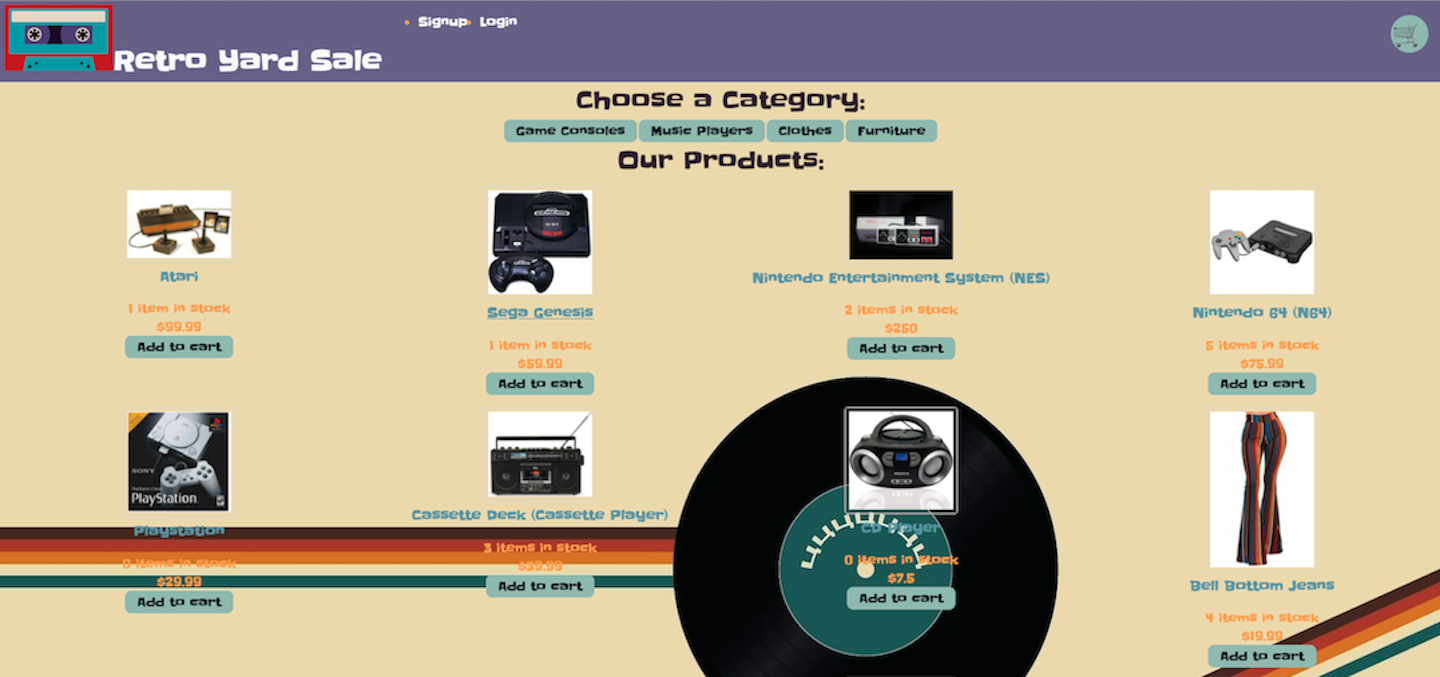 Signup Login
Retro Yard Sale
Choose a Category:
Game Consoles Music Players Clothes Furniture
Our Products:
Atari
1 item in stock
$99.99
Add to cart
Sega Genesis
1 item in stock
$59.99
Add to cart
Nintendo Entertainment System (NES)
2 items in stock
$250
Add to cart
Nintendo 64 (N64)
5 items in stock
$75.99
Add to cart
SONY
PlayStation
Playstation
0 items in stock
$29.99
Add to cart
Cassette Deck (Cassette Player)
3 items in stock
$39.99
Add to cart
CD Player
0 items in stock
$7.5
Add to cart
Bell Bottom Jeans
4 items in stock
$19.99
Add to cart